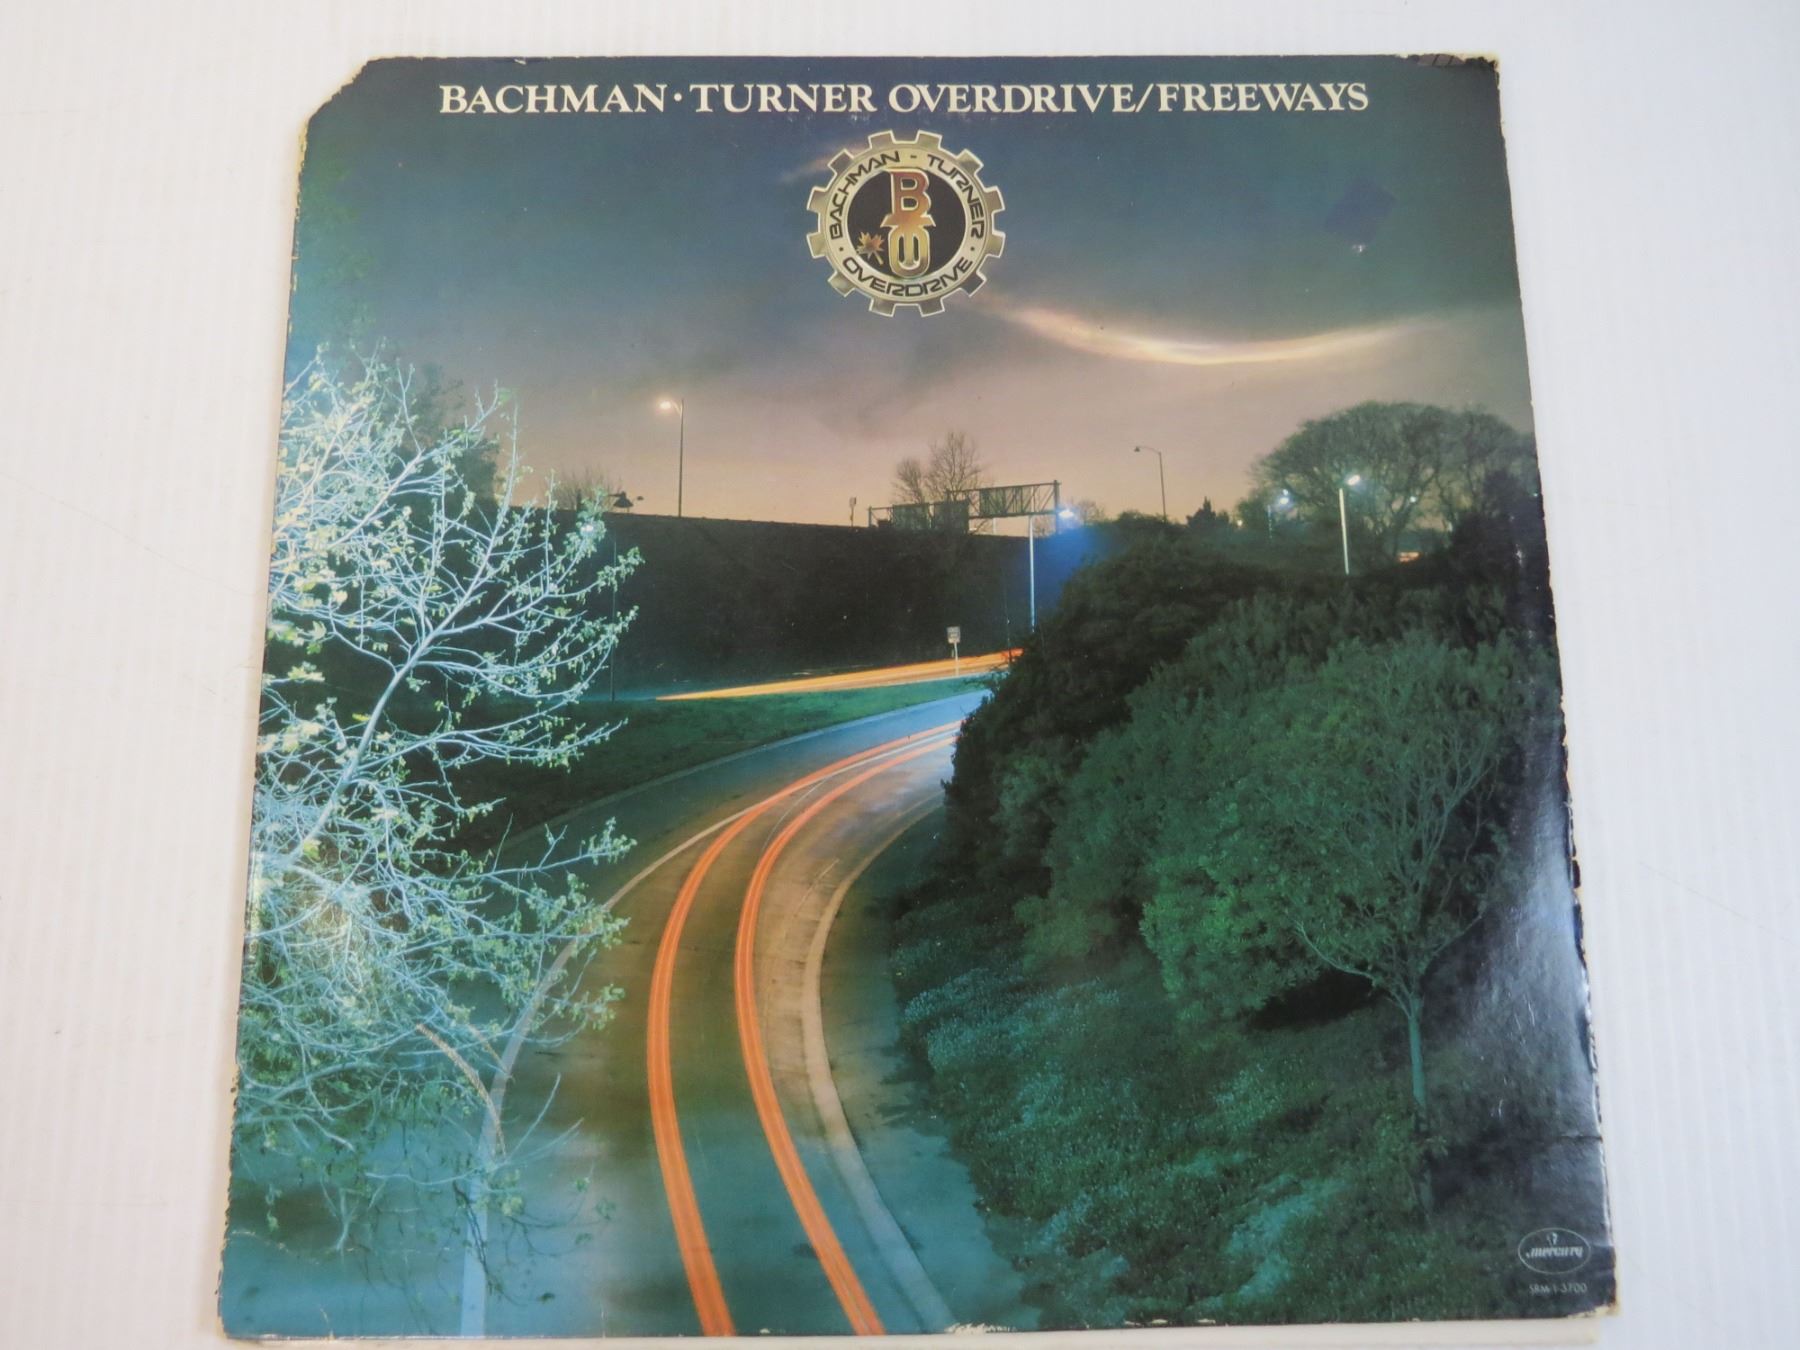 BACHMAN · TURNER OVERDRIVE/FREEWAYS
BACHMAN - TURNER
BTO
· OVERDRIVE ·
mercury
SRM-1-3700